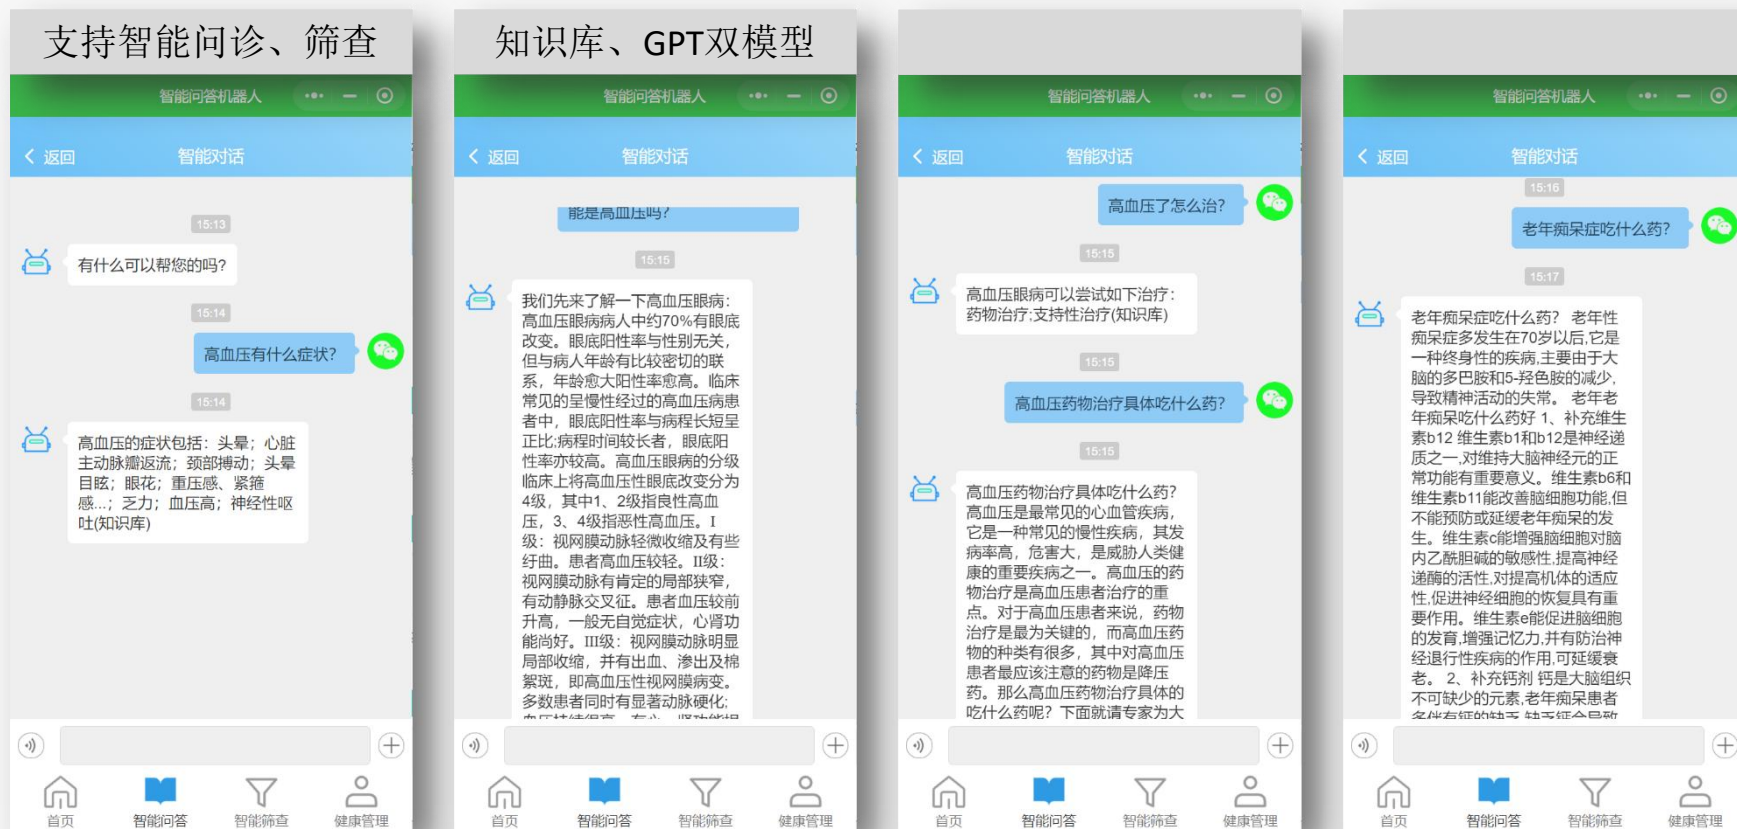 支持智能问诊、筛查
智能问答机器人
返回
智能对话
15:13
有什么可以帮您的吗?
15:14
高血压有什么症状?
15:14
高血压的症状包括：头晕；心脏
主动脉瓣返流；颈部搏动；头晕
目眩；眼花；重压感、紧箍
感...；乏力；血压高；神经性呕
吐(知识库)
首页
智能问答
智能筛查
健康管理
知识库、GPT双模型
智能问答机器人
返回
智能对话
能是高血压吗?
15:15
我们先来了解一下高血压眼病：
高血压眼病病人中约70%有眼底
改变。眼底阳性率与性别无关，
但与病人年龄有比较密切的联
系，年龄愈大阳性率愈高。临床
常见的呈慢性经过的高血压病患
者中，眼底阳性率与病程长短呈
正比;病程时间较长者，眼底阳
性率亦较高。高血压眼病的分级
临床上将高血压性眼底改变分为
4级，其中1、2级指良性高血
压，3、4级指恶性高血压。I
级：视网膜动脉轻微收缩及有些
纡曲。患者高血压较轻。II级：
视网膜动脉有肯定的局部狭窄，
有动静脉交叉征。患者血压较前
升高，一般无自觉症状，心肾功
能尚好。III级：视网膜动脉明显
局部收缩，并有出血、渗出及棉
絮斑，即高血压性视网膜病变。
多数患者同时有显著动脉硬化;
首页
智能问答
智能筛查
健康管理
智能问答机器人
返回
智能对话
高血压了怎么治?
15:15
高血压眼病可以尝试如下治疗：
药物治疗;支持性治疗(知识库)
15:15
高血压药物治疗具体吃什么药?
15:15
高血压药物治疗具体吃什么药?
高血压是最常见的心血管疾病，
它是一种常见的慢性疾病，其发
病率高，危害大，是威胁人类健
康的重要疾病之一。高血压的药
物治疗是高血压患者治疗的重
点。对于高血压患者来说，药物
治疗是最为关键的，而高血压药
物的种类有很多，其中对高血压
患者最应该注意的药物是降压
药。那么高血压药物治疗具体的
吃什么药呢？下面就请专家为大
首页
智能问答
智能筛查
健康管理
智能问答机器人
返回
智能对话
15:16
老年痴呆症吃什么药?
15:17
老年痴呆症吃什么药? 老年性
痴呆症多发生在70岁以后,它是
一种终身性的疾病,主要由于大
脑的多巴胺和5-羟色胺的减少,
导致精神活动的失常。 老年老
年痴呆吃什么药好 1、补充维生
素b12 维生素b1和b12是神经递
质之一,对维持大脑神经元的正
常功能有重要意义。维生素b6和
维生素b11能改善脑细胞功能,但
不能预防或延缓老年痴呆的发
生。维生素c能增强脑细胞对脑
内乙酰胆碱的敏感性,提高神经
递酶的活性,对提高机体的适应
性,促进神经细胞的恢复具有重
要作用。维生素e能促进脑细胞
的发育,增强记忆力,并有防治神
经退行性疾病的作用,可延缓衰
老。 2、补充钙剂 钙是大脑组织
不可缺少的元素,老年痴呆患者
多伴有钙的缺乏,缺乏钙会导致
首页
智能问答
智能筛查
健康管理